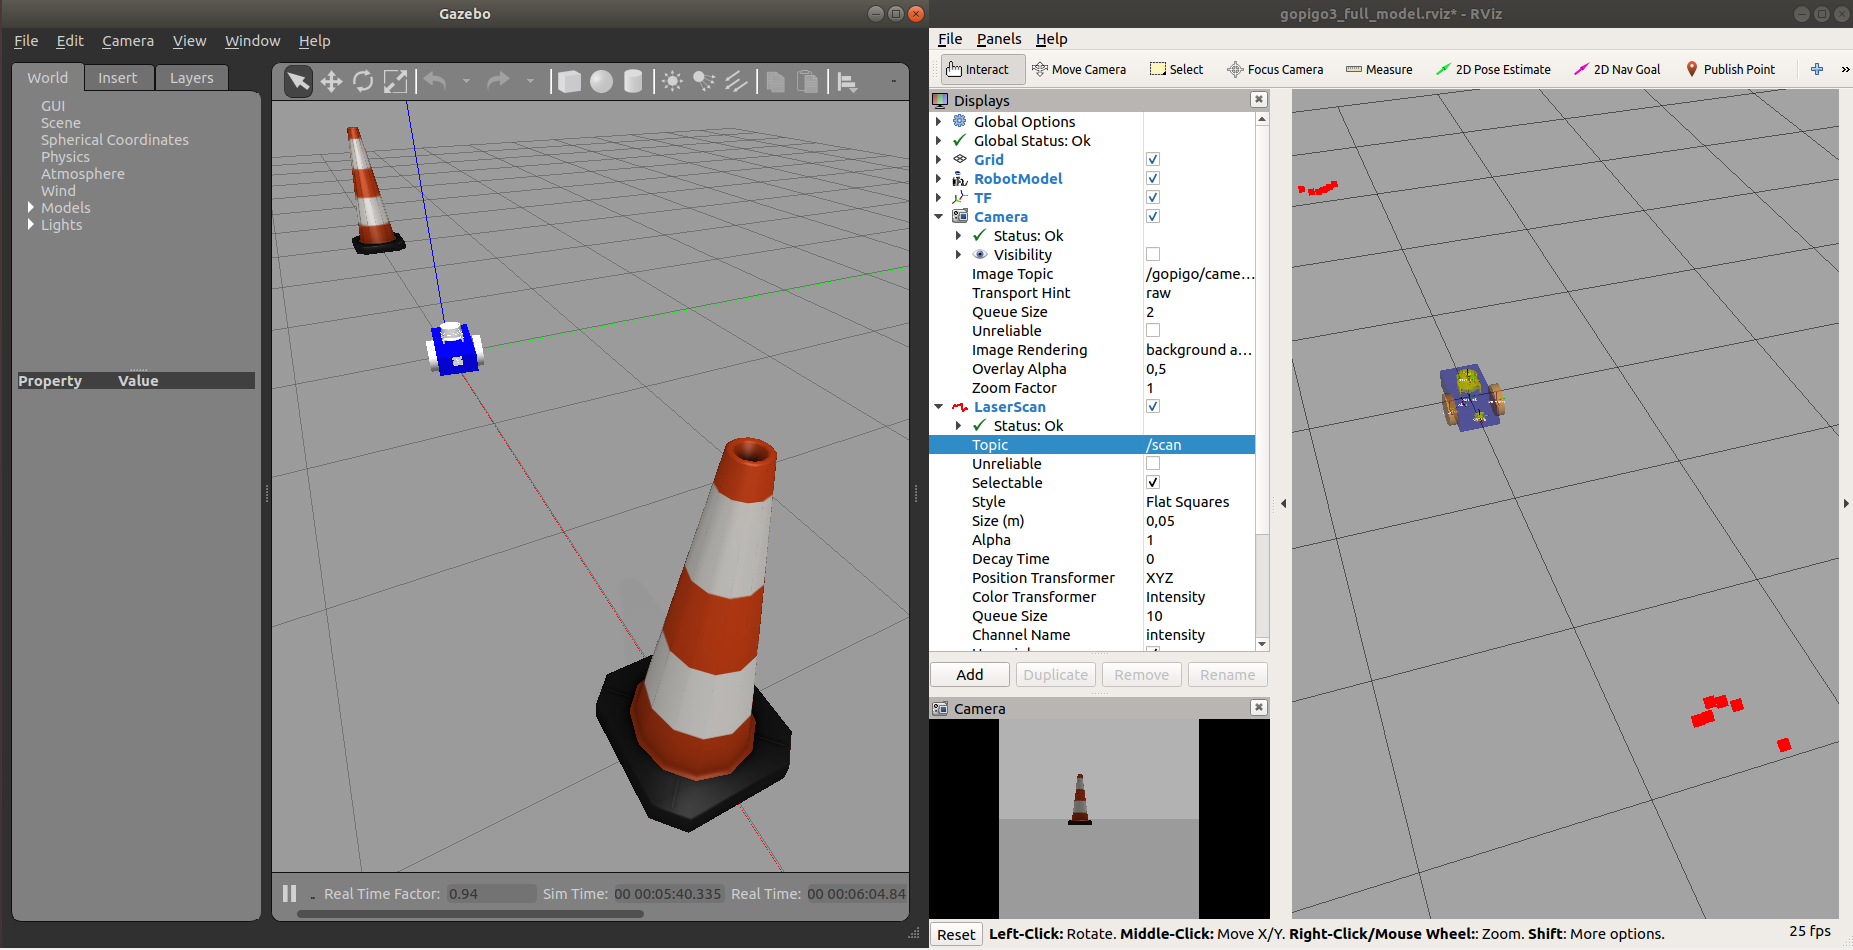 Gazebo
File Edit Camera View Window Help
World Insert Layers
GUI
Scene
Spherical Coordinates
Physics
Atmosphere
Wind
Models
Lights
Property Value
Real Time Factor: 0.94 Sim Time: 00 00:05:40.335 Real Time: 00 00:06:04.84
gopigo3_full_model.rviz* - RViz
File Panels Help
Interact Move Camera Select Focus Camera Measure 2D Pose Estimate 2D Nav Goal Publish Point »
Displays
Global Options
Global Status: Ok
Grid
RobotModel
TF
Camera
Status: Ok
Visibility
Image Topic /gopigo/came...
Transport Hint raw
Queue Size 2
Unreliable
Image Rendering background a...
Overlay Alpha 0,5
Zoom Factor 1
LaserScan
Status: Ok
Topic /scan
Unreliable
Selectable
Style Flat Squares
Size (m) 0,05
Alpha 1
Decay Time 0
Position Transformer XYZ
Color Transformer Intensity
Queue Size 10
Channel Name intensity
Add Duplicate Remove Rename
Camera
Reset Left-Click: Rotate. Middle-Click: Move X/Y. Right-Click/Mouse Wheel:: Zoom. Shift: More options. 25 fps